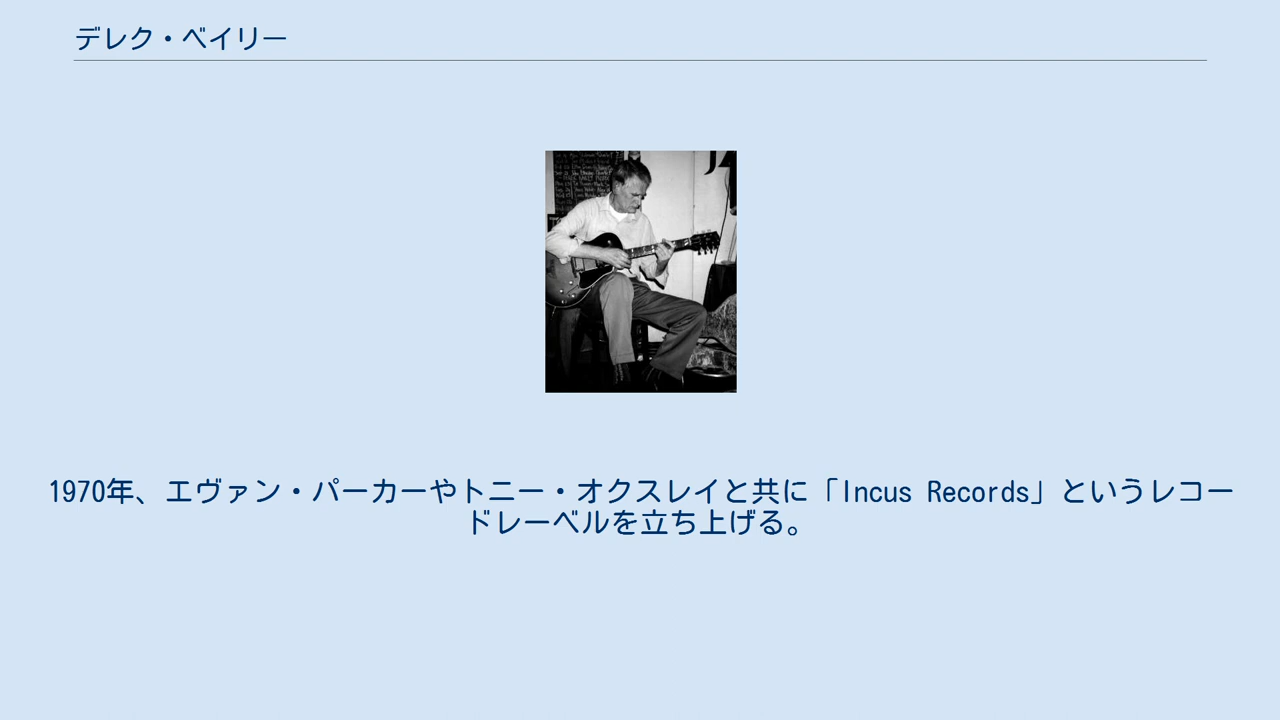 デレク・ベイリー
1970年、エヴァン・パーカーやトニー・オクスレイと共に「Incus Records」というレコー
ドレーベルを立ち上げる。